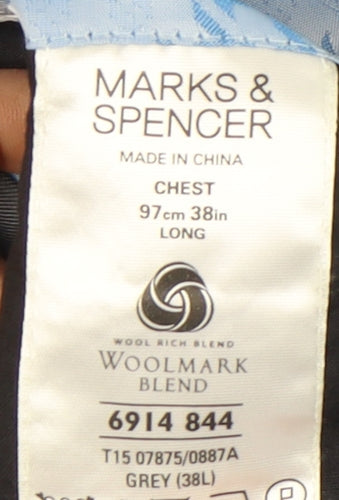 MARKS &
SPENCER
MADE IN CHINA
CHEST
97cm 38in
LONG
WOOL RICH BLEND
WOOLMARK
BLEND
6914 844
T15 07875/0887A
GREY (38L)
P